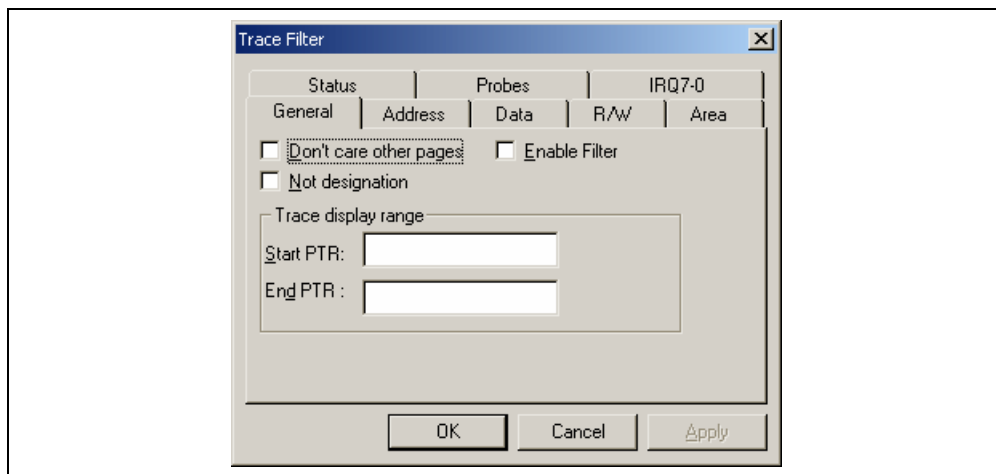 Trace Filter
Status Probes IRQ7-0
General Address Data R/W Area
Don't care other pages Enable Filter
Not designation
Trace display range
Start PTR:
End PTR :
OK Cancel Apply